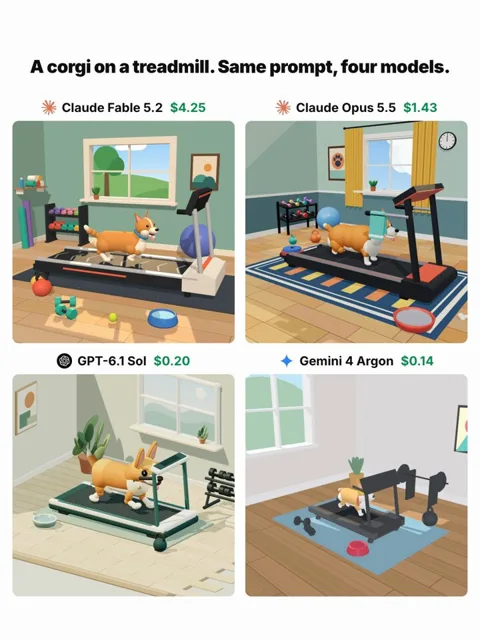 A corgi on a treadmill. Same prompt, four models.
Claude Fable 5.2 $4.25
Claude Opus 5.5 $1.43
GPT-6.1 Sol $0.20
Gemini 4 Argon $0.14